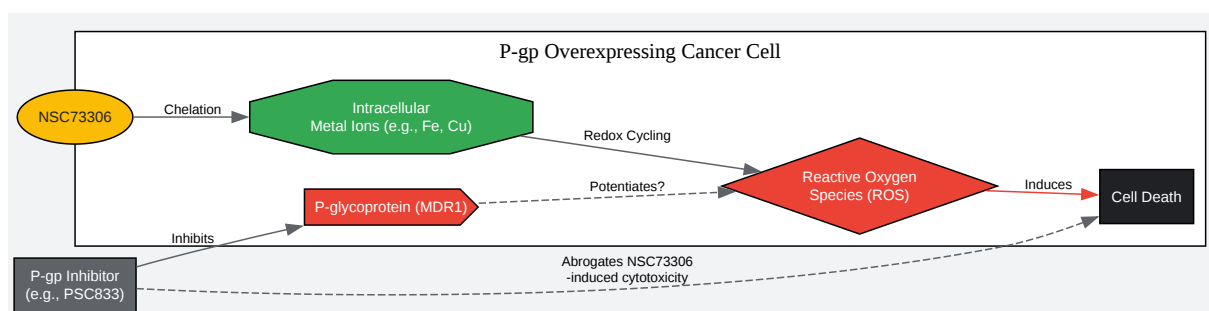 P-gp Overexpressing Cancer Cell
NSC73306
Chelation
Intracellular
Metal Ions (e.g., Fe, Cu)
Redox Cycling
P-glycoprotein (MDR1)
Potentiates?
Reactive Oxygen
Species (ROS)
Induces
Cell Death
Inhibits
P-gp Inhibitor
(e.g., PSC833)
Abrogates NSC73306
-induced cytotoxicity